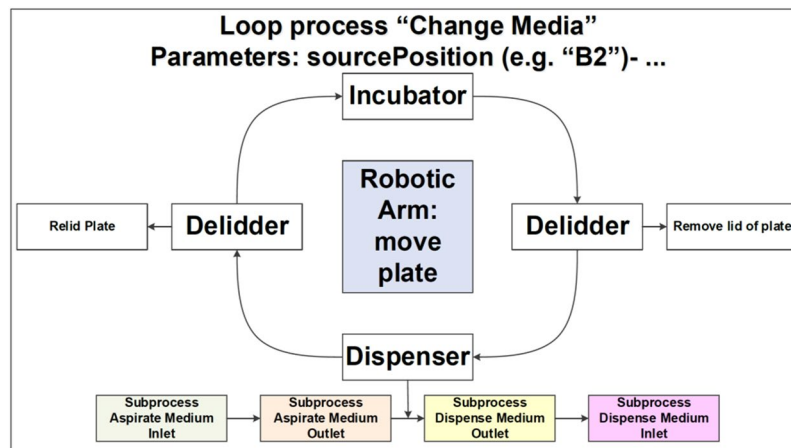 Loop process “Change Media”
Parameters: sourcePosition (e.g. “B2”)- ...
Incubator
Robotic
Arm:
move
plate
Relid Plate
Delidder
Delidder
Remove lid of plate
Dispenser
Subprocess
Aspirate Medium
Inlet
Subprocess
Aspirate Medium
Outlet
Subprocess
Dispense Medium
Outlet
Subprocess
Dispense Medium
Inlet